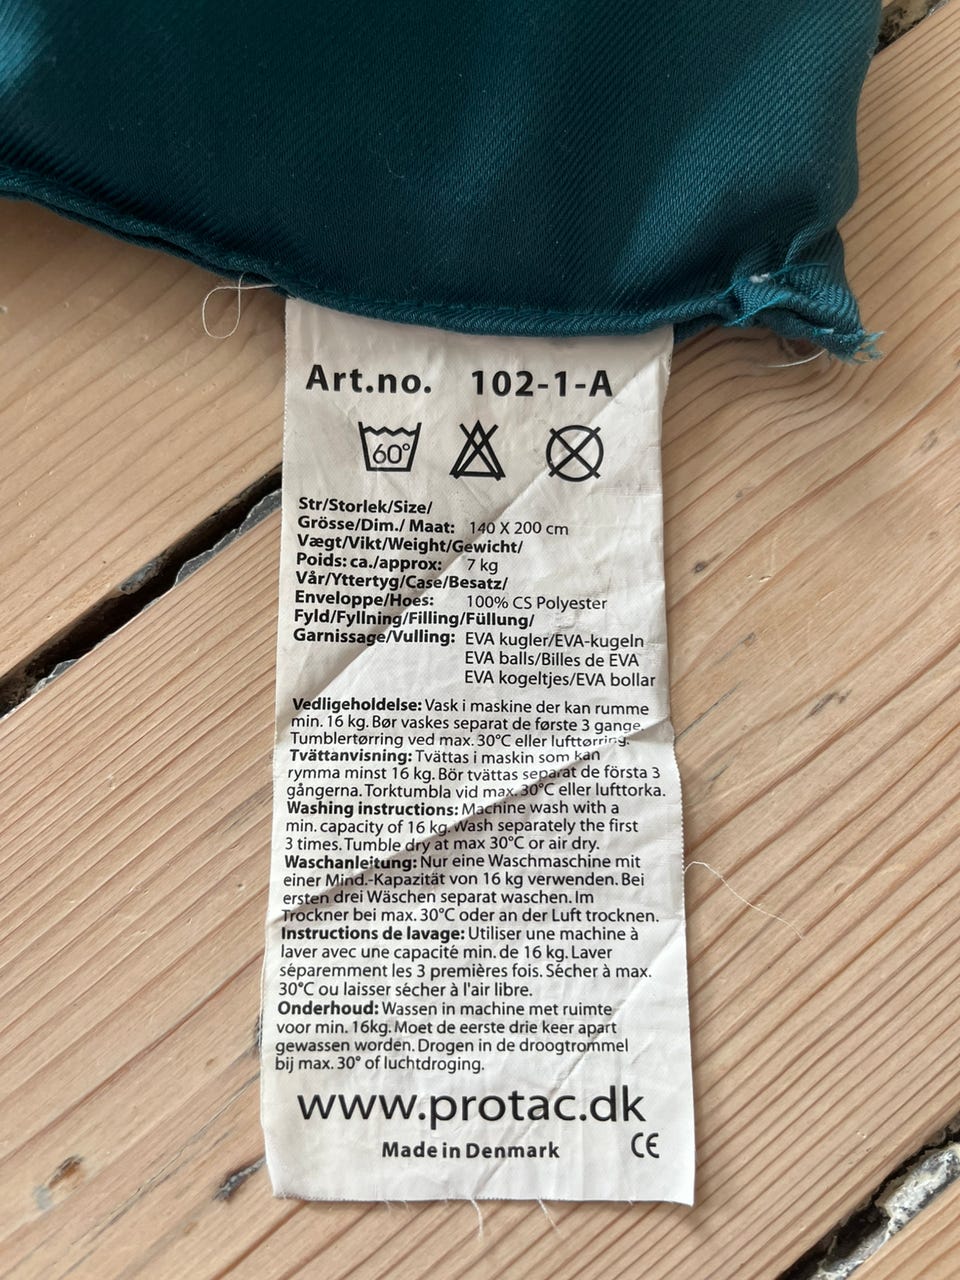 Art.no. 102-1-A
60°
Str/Storlek/Size/
Grösse/Dim./ Maat: 140 X 200 cm
Vægt/Vikt/Weight/Gewicht/
Poids: ca./approx: 7 kg
Vår/Yttertyg/Case/Besatz/
Enveloppe/Hoes: 100% CS Polyester
Fyld/Fyllning/Filling/Füllung/
Garnissage/Vulling: EVA kugler/EVA-kugeln
EVA balls/Billes de EVA
EVA kogeltjes/EVA bollar
Vedligeholdelse: Vask i maskine der kan rumme
min. 16 kg. Bør vaskes separat de første 3 gange.
Tumblertørring ved max. 30°C eller lufttørring.
Tvättanvisning: Tvättas i maskin som kan
rymma minst 16 kg. Bör tvättas separat de första 3
gångerna. Torktumbla vid max. 30°C eller lufttorka.
Washing instructions: Machine wash with a
min. capacity of 16 kg. Wash separately the first
3 times. Tumble dry at max 30°C or air dry.
Waschanleitung: Nur eine Waschmaschine mit
einer Mind.-Kapazität von 16 kg verwenden. Bei
ersten drei Wäschen separat waschen. Im
Trockner bei max. 30°C oder an der Luft trocknen.
Instructions de lavage: Utiliser une machine à
laver avec une capacité min. de 16 kg. Laver
séparemment les 3 premières fois. Sécher à max.
30°C ou laisser sécher à l'air libre.
Onderhoud: Wassen in machine met ruimte
voor min. 16kg. Moet de eerste drie keer apart
gewassen worden. Drogen in de droogtrommel
bij max. 30° of luchtdroging.
www.protac.dk
Made in Denmark CE